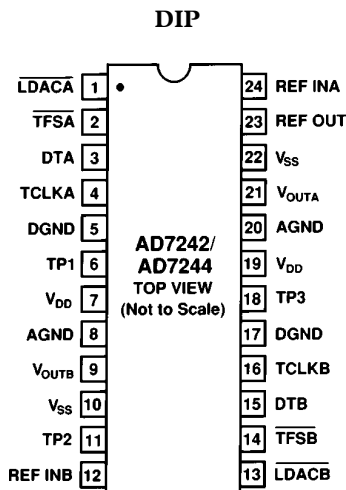 DIP
LDACA 1 24 REF INA
TFSA 2 23 REF OUT
DTA 3 22 VSS
TCLKA 4 21 VOUTA
DGND 5 20 AGND
TP1 6 19 VDD
VDD 7 18 TP3
AGND 8 17 DGND
VOUTB 9 16 TCLKB
VSS 10 15 DTB
TP2 11 14 TFSB
REF INB 12 13 LDACB
AD7242/
AD7244
TOP VIEW
(Not to Scale)